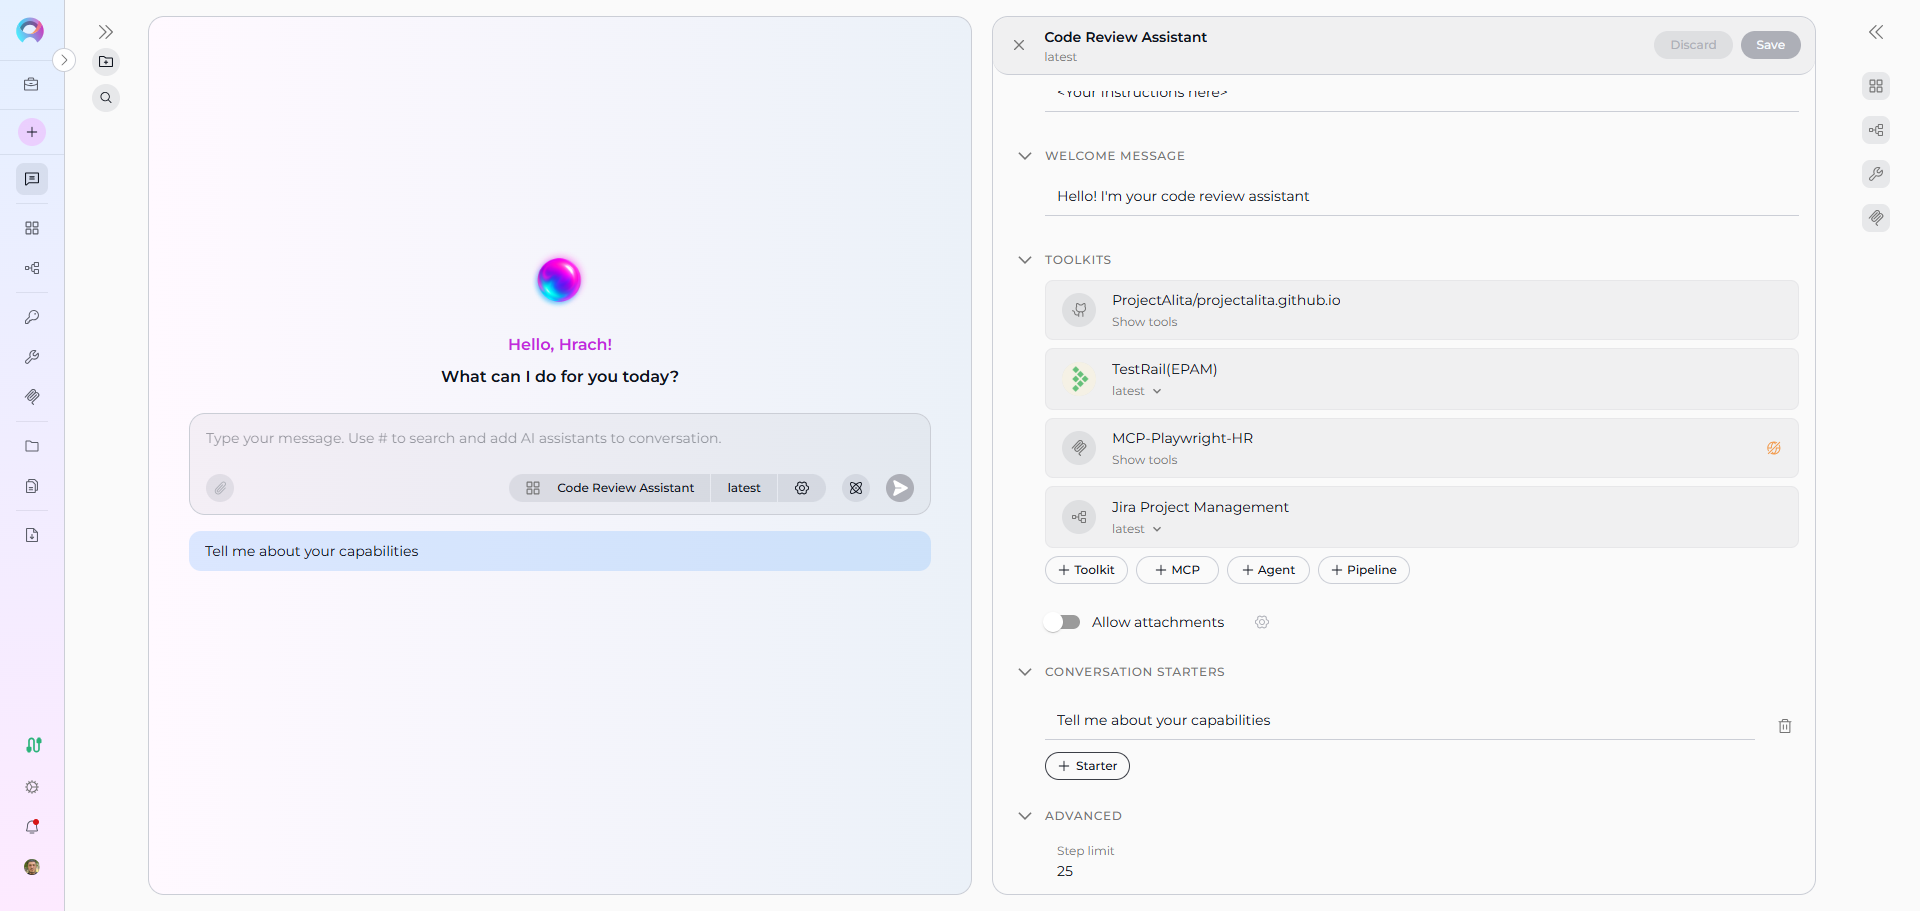 Hello, Hrach!
What can I do for you today?
Type your message. Use # to search and add AI assistants to conversation.
Code Review Assistant
latest
Tell me about your capabilities
Code Review Assistant
latest
Discard
Save
<Your instructions here>
WELCOME MESSAGE
Hello! I'm your code review assistant
TOOLKITS
ProjectAlita/projectalita.github.io
Show tools
TestRail(EPAM)
latest
MCP-Playwright-HR
Show tools
Jira Project Management
latest
+ Toolkit
+ MCP
+ Agent
+ Pipeline
Allow attachments
CONVERSATION STARTERS
Tell me about your capabilities
+ Starter
ADVANCED
Step limit
25